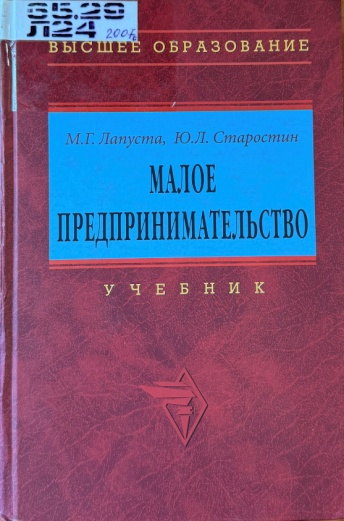 65.29
Л24
2006
ВЫСШЕЕ ОБРАЗОВАНИЕ
М.Г. Лапуста, Ю.Л. Старостин
МАЛОЕ
ПРЕДПРИНИМАТЕЛЬСТВО
УЧЕБНИК